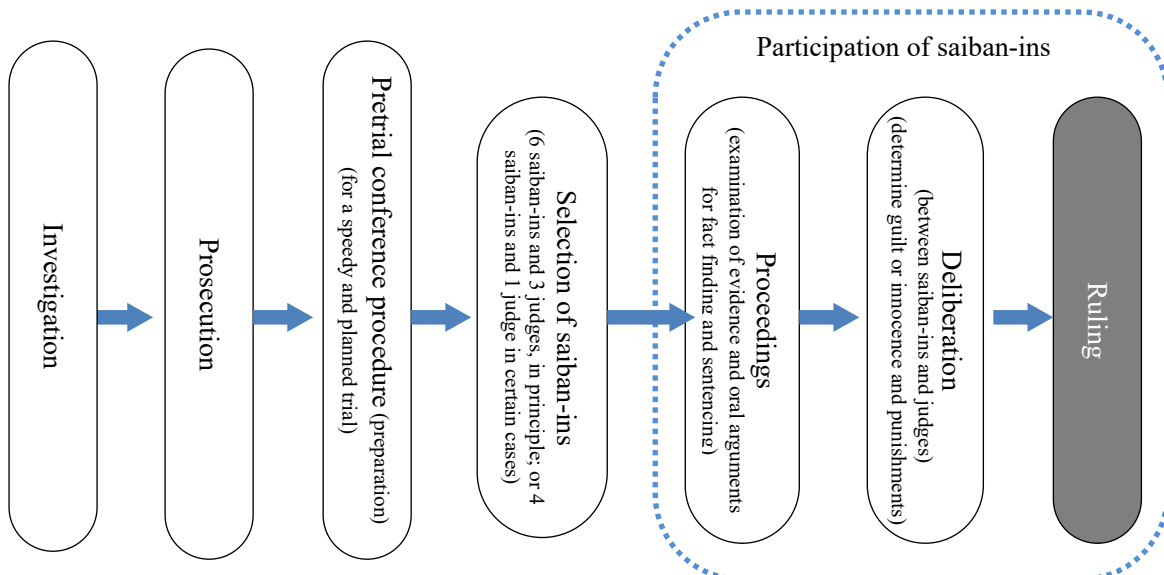 Participation of saiban-ins
Investigation
Prosecution
Pretrial conference procedure (preparation)
(for a speedy and planned trial)
Selection of saiban-ins
(6 saiban-ins and 3 judges, in principle; or 4
saiban-ins and 1 judge in certain cases)
Proceedings
(examination of evidence and oral arguments
for fact finding and sentencing)
Deliberation
(between saiban-ins and judges)
(determine guilt or innocence and punishments)
Ruling